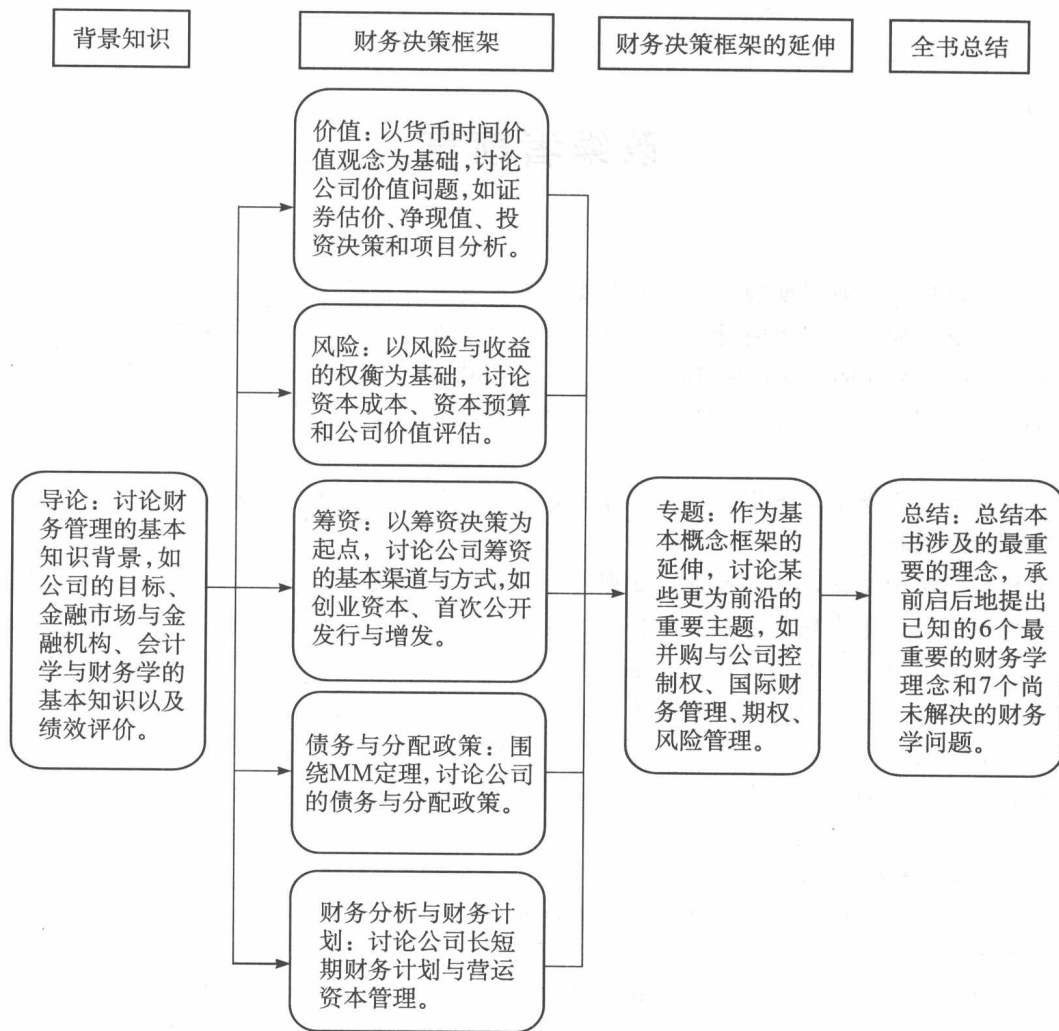 背景知识
财务决策框架
财务决策框架的延伸
全书总结
导论：讨论财
务管理的基本
知识背景，如
公司的目标、
金融市场与金
融机构、会计
学与财务学的
基本知识以及
绩效评价。
价值：以货币时间价
值观念为基础，讨论
公司价值问题，如证
券估价、净现值、投
资决策和项目分析。
风险：以风险与收益
的权衡为基础，讨论
资本成本、资本预算
和公司价值评估。
筹资：以筹资决策为
起点，讨论公司筹资
的基本渠道与方式，如
创业资本、首次公开
发行与增发。
债务与分配政策：围
绕MM定理，讨论公司
的债务与分配政策。
财务分析与财务计
划：讨论公司长短
期财务计划与营运
资本管理。
专题：作为基
本概念框架的
延伸，讨论某
些更为前沿的
重要主题，如
并购与公司控
制权、国际财
务管理、期权、
风险管理。
总结：总结本
书涉及的最重
要的理念，承
前启后地提出
已知的6个最
重要的财务学
理念和7个尚
未解决的财务
学问题。